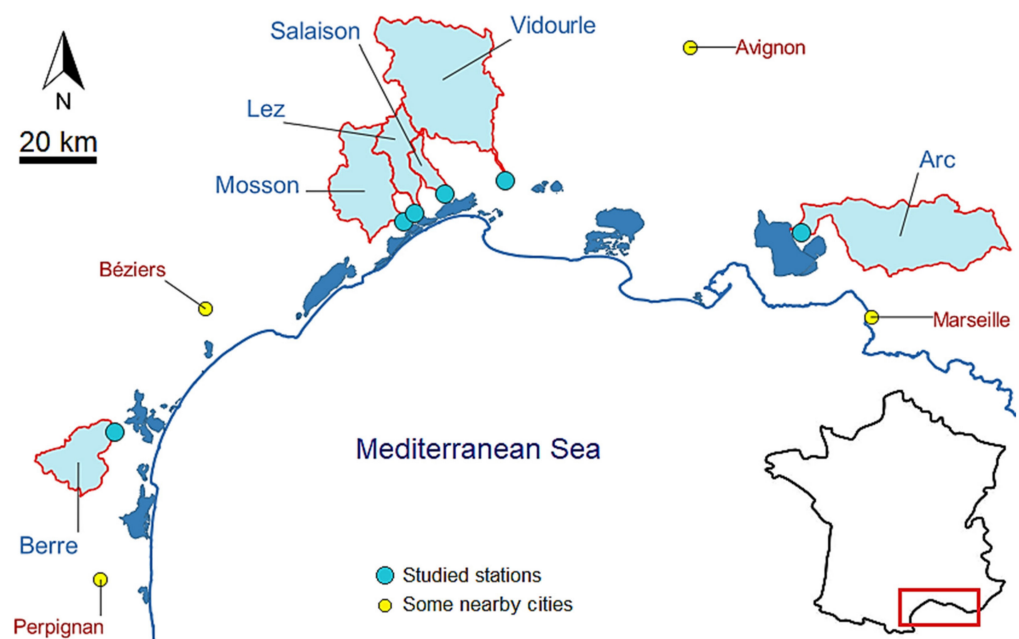 Vidourle
Salaison
Avignon
Lez
N
20 km
Mosson
Arc
Béziers
Marseille
Mediterranean Sea
Berre
Studied stations
Some nearby cities
Perpignan